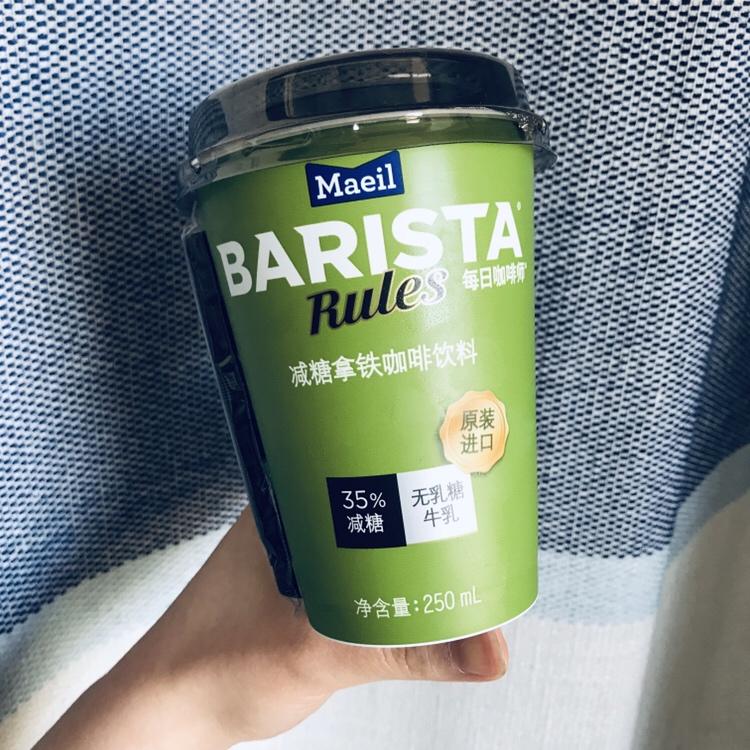 Maeil
BARISTA®
Rules 每日咖啡师®
减糖拿铁咖啡饮料
原装
进口
35%
减糖
无乳糖
牛乳
净含量:250 mL